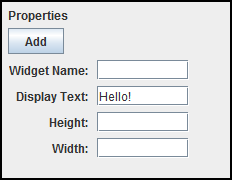 Properties
Add
Widget Name:
Display Text: Hello!
Height:
Width: